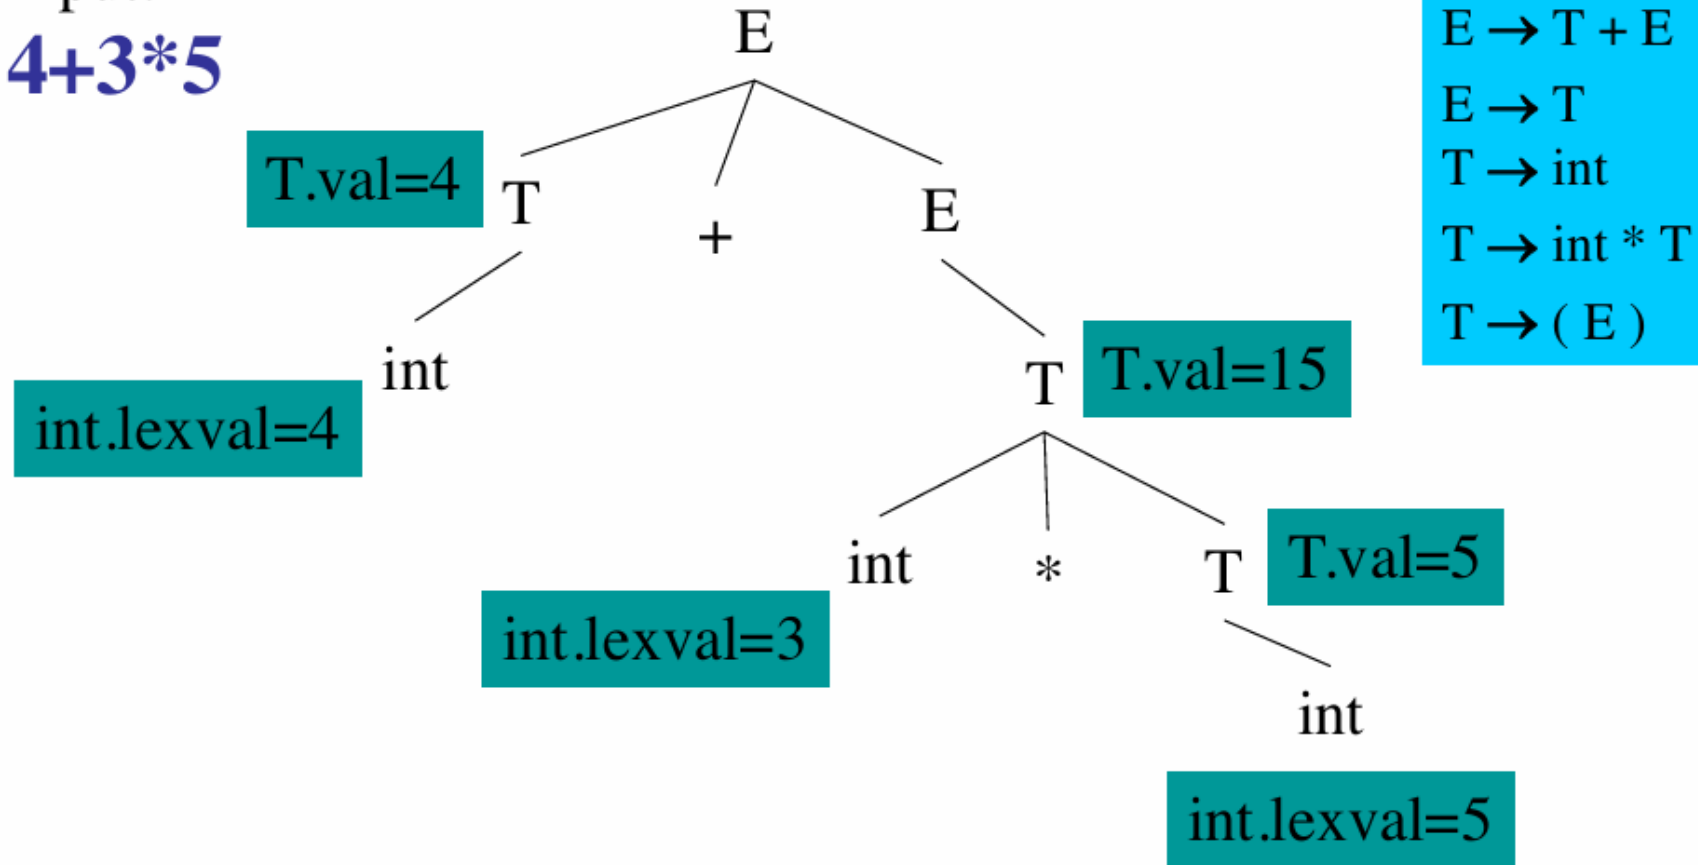 4+3*5
E
E → T + E
E → T
T → int
T → int * T
T → ( E )
T.val=4
T
+
E
int
int.lexval=4
T
T.val=15
int
*
T
T.val=5
int.lexval=3
int
int.lexval=5